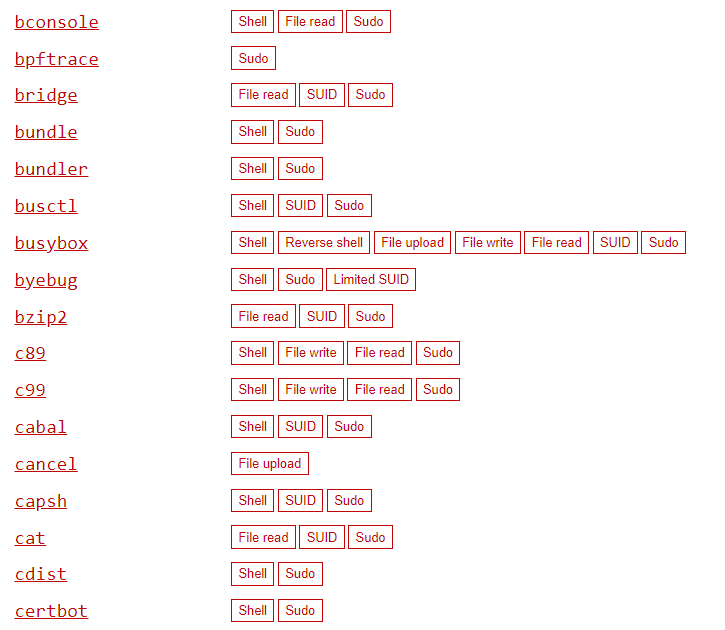 bconsole Shell File read Sudo
bpftrace Sudo
bridge File read SUID Sudo
bundle Shell Sudo
bundler Shell Sudo
busctl Shell SUID Sudo
busybox Shell Reverse shell File upload File write File read SUID Sudo
byebug Shell Sudo Limited SUID
bzip2 File read SUID Sudo
c89 Shell File write File read Sudo
c99 Shell File write File read Sudo
cabal Shell SUID Sudo
cancel File upload
capsh Shell SUID Sudo
cat File read SUID Sudo
cdist Shell Sudo
certbot Shell Sudo